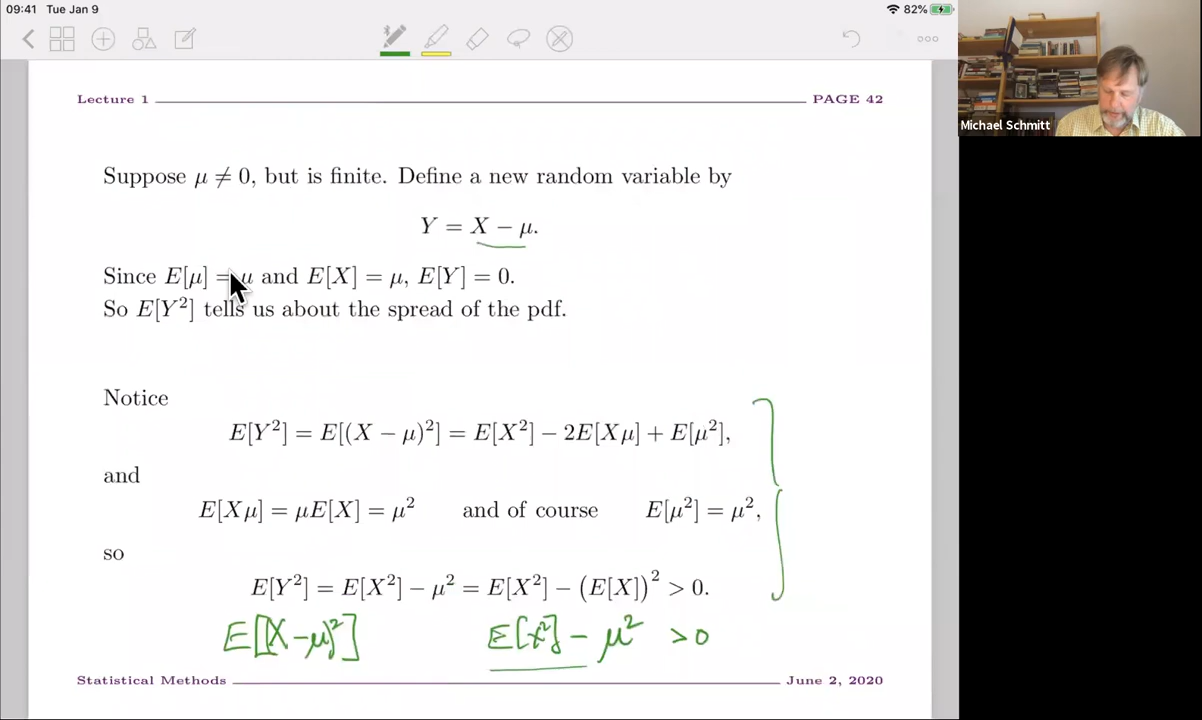 09:41 Tue Jan 9
82%
Lecture 1
PAGE 42
Michael Schmitt
Suppose μ ≠ 0, but is finite. Define a new random variable by
Y = X − μ.
Since E[μ] = μ and E[X] = μ, E[Y] = 0.
So E[Y²] tells us about the spread of the pdf.
Notice
E[Y²] = E[(X − μ)²] = E[X²] − 2E[Xμ] + E[μ²],
and
E[Xμ] = μE[X] = μ² and of course E[μ²] = μ²,
so
E[Y²] = E[X²] − μ² = E[X²] − (E[X])² > 0.
E[(X−μ)²] E[X²] − μ² > 0
Statistical Methods
June 2, 2020